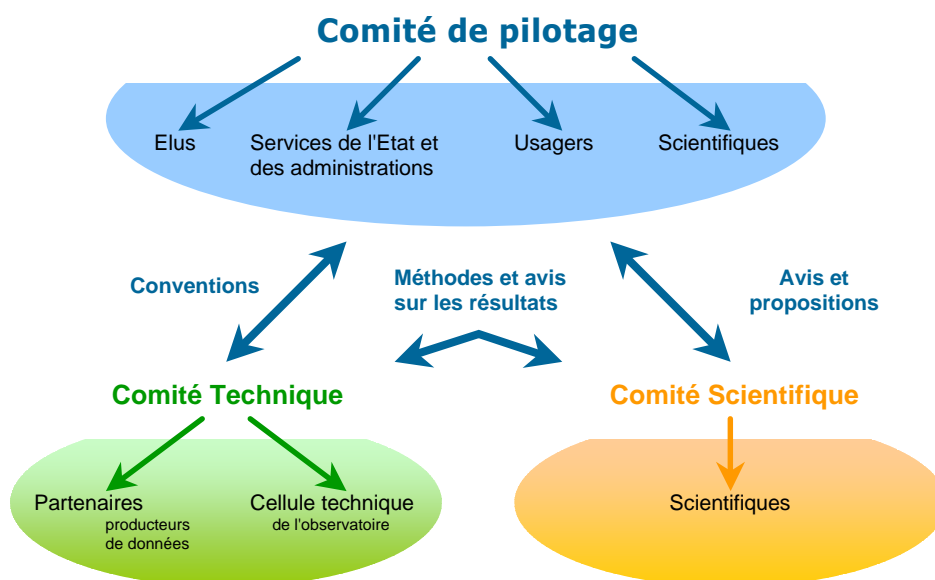 Comité de pilotage
Elus
Services de l'Etat et
des administrations
Usagers
Scientifiques
Conventions
Méthodes et avis
sur les résultats
Avis et
propositions
Comité Technique
Comité Scientifique
Partenaires
producteurs
de données
Cellule technique
de l'observatoire
Scientifiques